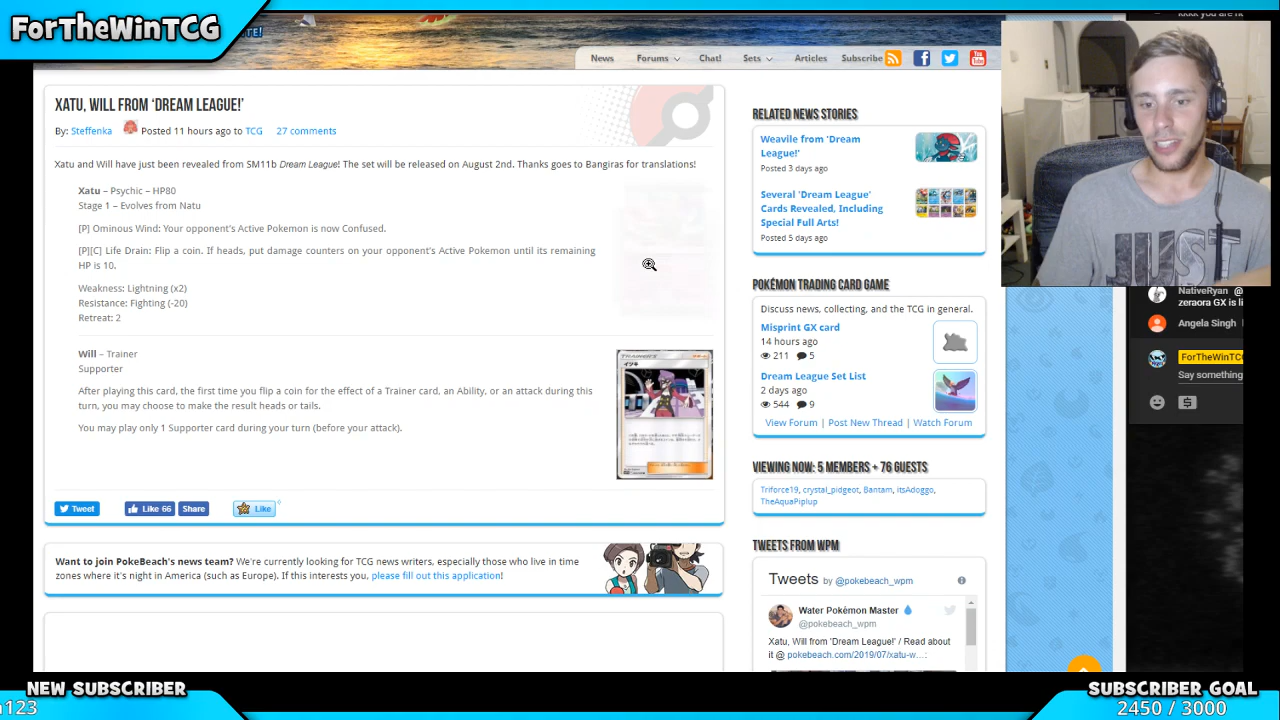 ForTheWinTCG
News
Forums
Chat!
Sets
Articles
Subscribe
XATU, WILL FROM ‘DREAM LEAGUE!’
By: Steffenka Posted 11 hours ago to TCG 27 comments
Xatu and Will have just been revealed from SM11b Dream League! The set will be released on August 2nd. Thanks goes to Bangiras for translations!
Xatu – Psychic – HP80
Stage 1 – Evolves from Natu
[P] Ominous Wind: Your opponent's Active Pokemon is now Confused.
[P][C] Life Drain: Flip a coin. If heads, put damage counters on your opponent's Active Pokemon until its remaining
HP is 10.
Weakness: Lightning (x2)
Resistance: Fighting (-20)
Retreat: 2
Will – Trainer
Supporter
After playing this card, the first time you flip a coin for the effect of a Trainer card, an Ability, or an attack during this
turn, you may choose to make the result heads or tails.
You may play only 1 Supporter card during your turn (before your attack).
Tweet
Like 66
Share
Like
Want to join PokeBeach's news team? We're currently looking for TCG news writers, especially those who live in time
zones where it's night in America (such as Europe). If this interests you, please fill out this application!
RELATED NEWS STORIES
Weavile from 'Dream
League!'
Posted 3 days ago
Several 'Dream League'
Cards Revealed, Including
Special Full Arts!
Posted 5 days ago
POKÉMON TRADING CARD GAME
Discuss news, collecting, and the TCG in general.
Misprint GX card
14 hours ago
211 5
Dream League Set List
2 days ago
544 9
View Forum | Post New Thread | Watch Forum
VIEWING NOW: 5 MEMBERS + 76 GUESTS
Triforce19, crystal_pidgeot, Bantam, itsAdoggo,
TheAquaPiplup
TWEETS FROM WPM
Tweets by @pokebeach_wpm
Water Pokémon Master
@pokebeach_wpm
Xatu, Will from 'Dream League!' / Read about
it @ pokebeach.com/2019/07/xatu-w…:
JUST
NativeRyan @
zeraora GX is li
Angela Singh
ForTheWinTC
Say something
NEW SUBSCRIBER
123
SUBSCRIBER GOAL
2450 / 3000